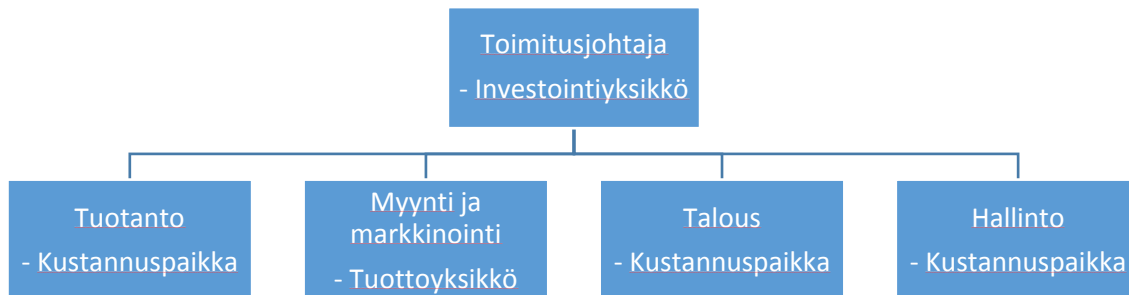 Toimitusjohtaja
- Investointiyksikkö
Tuotanto
- Kustannuspaikka
Myynti ja
markkinointi
- Tuottoyksikkö
Talous
- Kustannuspaikka
Hallinto
- Kustannuspaikka